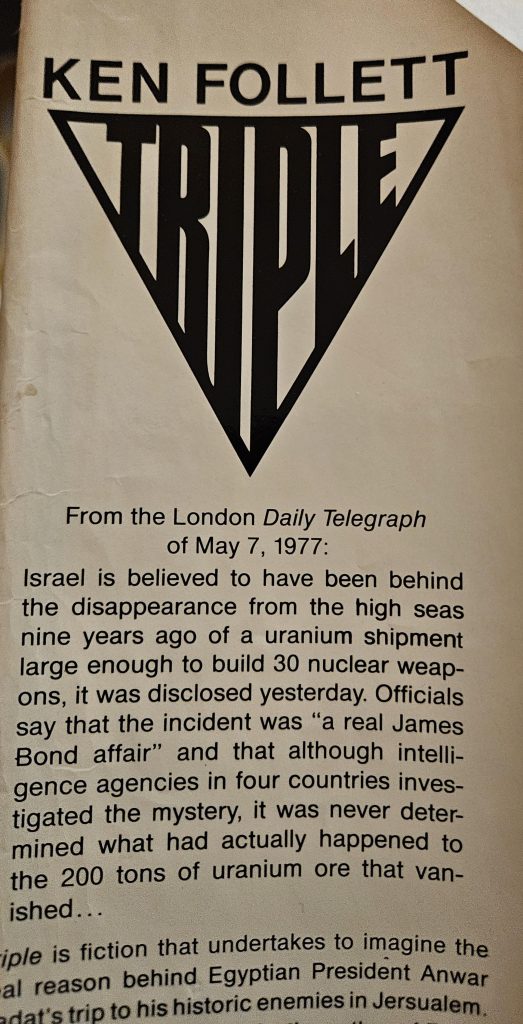 KEN FOLLETT
TRIPLE
From the London Daily Telegraph
of May 7, 1977:
Israel is believed to have been behind
the disappearance from the high seas
nine years ago of a uranium shipment
large enough to build 30 nuclear weap-
ons, it was disclosed yesterday. Officials
say that the incident was “a real James
Bond affair” and that although intelli-
gence agencies in four countries inves-
tigated the mystery, it was never deter-
mined what had actually happened to
the 200 tons of uranium ore that van-
ished...
riple is fiction that undertakes to imagine the
al reason behind Egyptian President Anwar
adat's trip to his historic enemies in Jersualem.